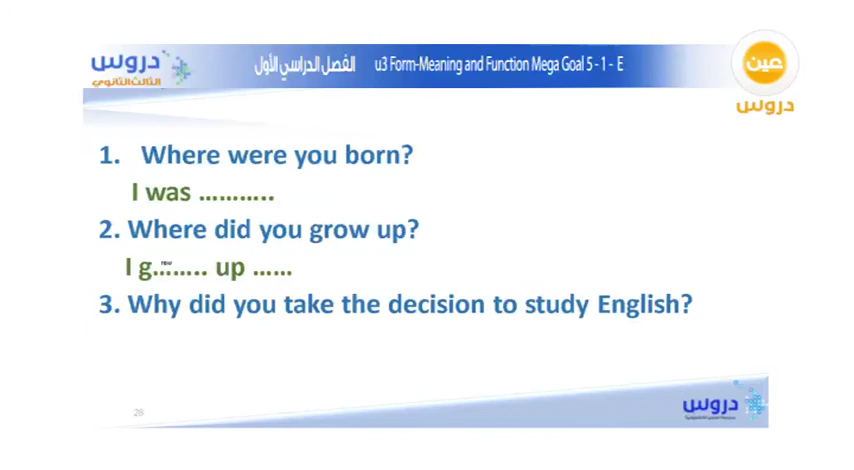 دروس
الثالث الثانوي
الفصل الدراسي الأول u3 Form-Meaning and Function Mega Goal 5 - 1 - E
عين
دروس
1. Where were you born?
I was ………..
2. Where did you grow up?
I g…….. up ……
3. Why did you take the decision to study English?
دروس